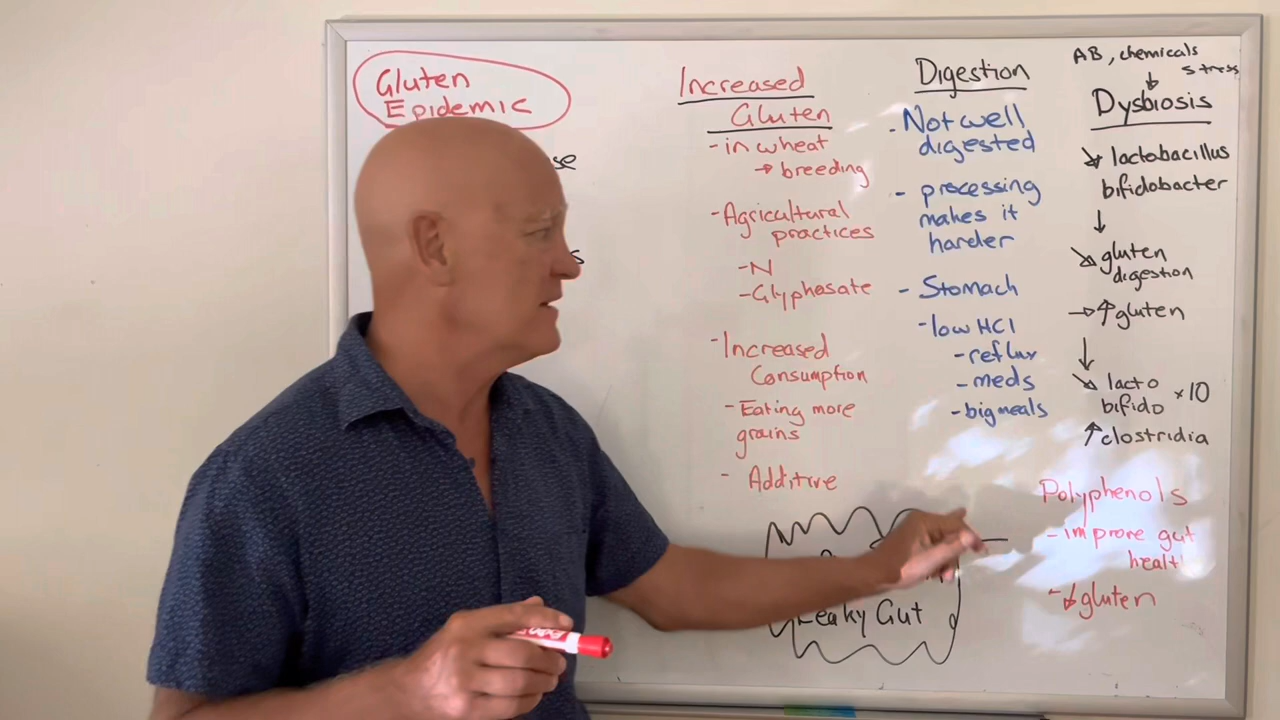 Gluten
Epidemic
Increased
Gluten
- in wheat
→ breeding
- Agricultural
practices
- N
- Glyphosate
- Increased
Consumption
- Eating more
grains
- Additive
Digestion
- Not well
digested
- processing
makes it
harder
- Stomach
- low HCl
- reflux
- meds
- big meals
AB, chemicals
stress
↓
Dysbiosis
↘ lactobacillus
bifidobacter
↓
↘ gluten
digestion
→ ↑ gluten
↓
↘ lacto
bifido ×10
↑ clostridia
Polyphenols
- improve gut
healt
- ↓ gluten
Leaky Gut